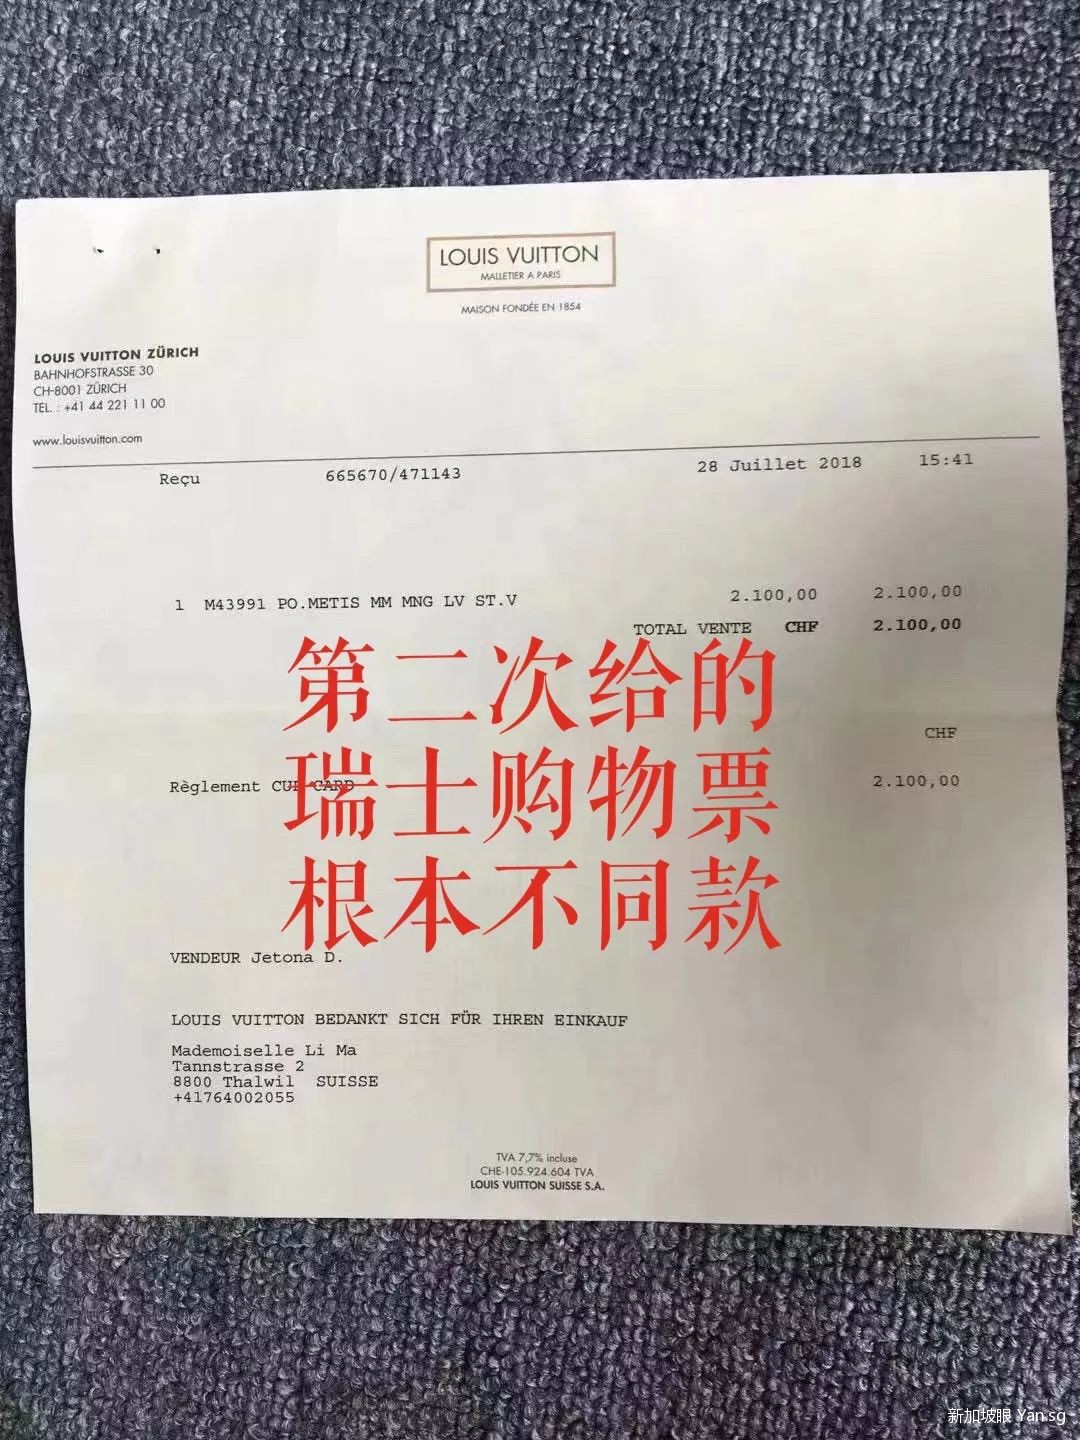 LOUIS VUITTON
MALLETIER A PARIS
MAISON FONDÉE EN 1854
LOUIS VUITTON ZÜRICH
BAHNHOFSTRASSE 30
CH-8001 ZÜRICH
TEL. : +41 44 221 11 00
www.louisvuitton.com
Reçu 665670/471143 28 Juillet 2018 15:41
1 M43991 PO.METIS MM MNG LV ST.V 2.100,00 2.100,00
TOTAL VENTE CHF 2.100,00
第二次给的
瑞士购物票
根本不同款
CHF
Règlement CUP CARD 2.100,00
VENDEUR Jetona D.
LOUIS VUITTON BEDANKT SICH FÜR IHREN EINKAUF
Mademoiselle Li Ma
Tannstrasse 2
8800 Thalwil SUISSE
+41764002055
TVA 7,7% incluse
CHE-105.924.604 TVA
LOUIS VUITTON SUISSE S.A.
新加坡眼 Yan.sg